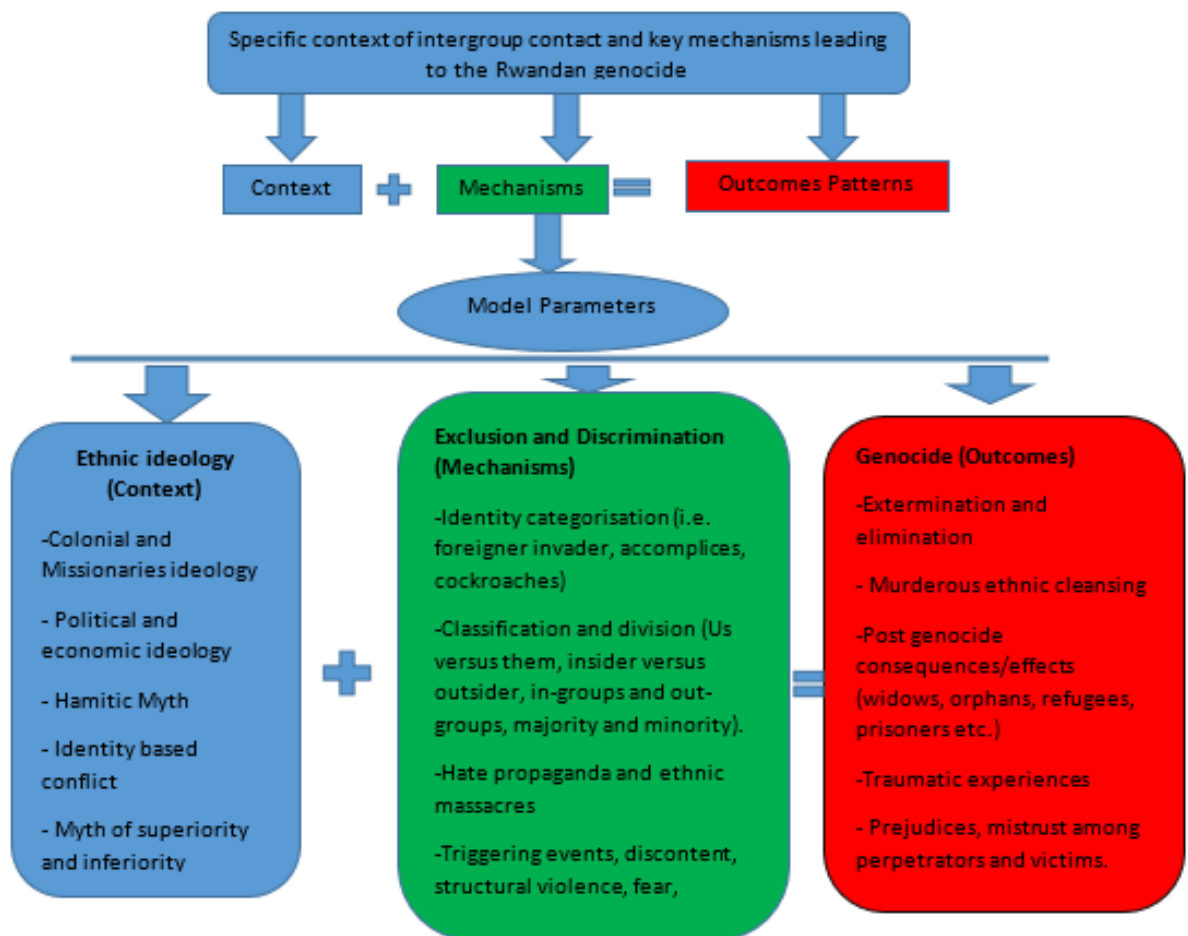 Specific context of intergroup contact and key mechanisms leading
to the Rwandan genocide
Context
Mechanisms
Outcomes Patterns
Model Parameters
Ethnic ideology
(Context)
-Colonial and
Missionaries ideology
- Political and
economic ideology
- Hamitic Myth
- Identity based
conflict
- Myth of superiority
and inferiority
Exclusion and Discrimination
(Mechanisms)
-Identity categorisation (i.e.
foreigner invader, accomplices,
cockroaches)
-Classification and division (Us
versus them, insider versus
outsider, in-groups and out-
groups, majority and minority).
-Hate propaganda and ethnic
massacres
-Triggering events, discontent,
structural violence, fear,
Genocide (Outcomes)
-Extermination and
elimination
- Murderous ethnic cleansing
-Post genocide
consequences/effects
(widows, orphans, refugees,
prisoners etc.)
-Traumatic experiences
- Prejudices, mistrust among
perpetrators and victims.